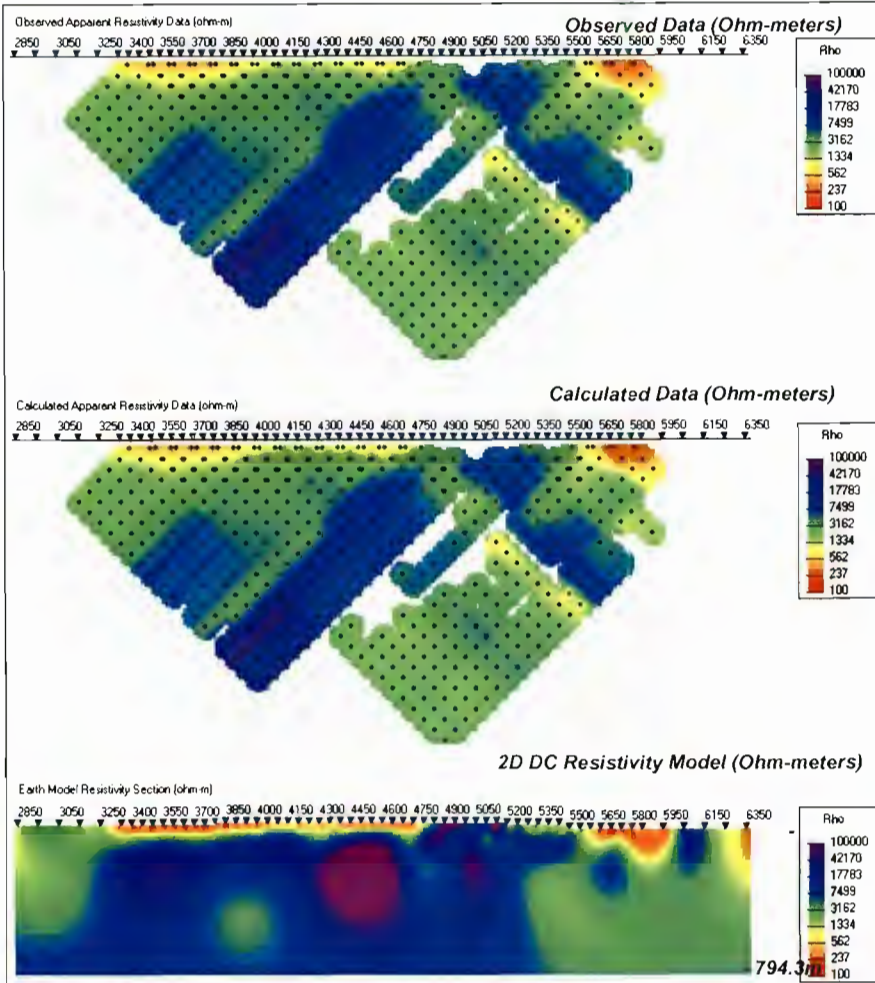 Observed Apparent Resistivity Data (ohm-m)
Observed Data (Ohm-meters)
2850 3050 3250 3400 3550 3700 3850 4000 4150 4300 4450 4600 4750 4900 5050 5200 5350 5500 5650 5800 5950 6150 6350
Rho
100000
42170
17783
7499
3162
1334
562
237
100
Calculated Data (Ohm-meters)
Calculated Apparent Resistivity Data (ohm-m)
2850 3050 3250 3400 3550 3700 3850 4000 4150 4300 4450 4600 4750 4900 5050 5200 5350 5500 5650 5800 5950 6150 6350
Rho
100000
42170
17783
7499
3162
1334
562
237
100
2D DC Resistivity Model (Ohm-meters)
Earth Model Resistivity Section (ohm-m)
2850 3050 3250 3400 3550 3700 3850 4000 4150 4300 4450 4600 4750 4900 5050 5200 5350 5500 5650 5800 5950 6150 6350
Rho
100000
42170
17783
7499
3162
1334
562
237
100
794.3m